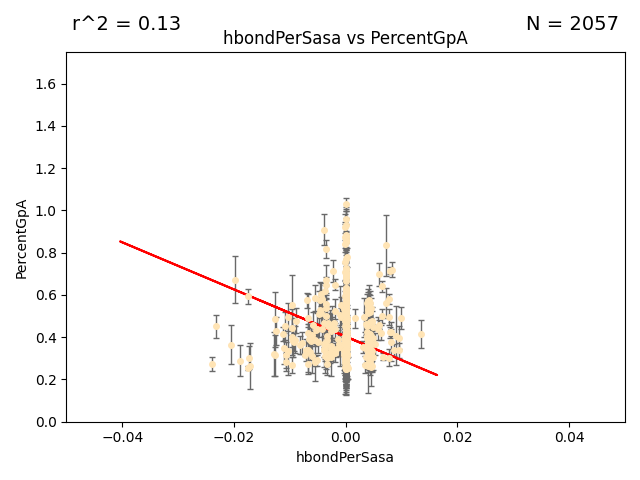 r^2 = 0.13
N = 2057
hbondPerSasa vs PercentGpA
1.6
1.4
1.2
1.0
0.8
0.6
0.4
0.2
0.0
PercentGpA
−0.04 −0.02 0.00 0.02 0.04
hbondPerSasa